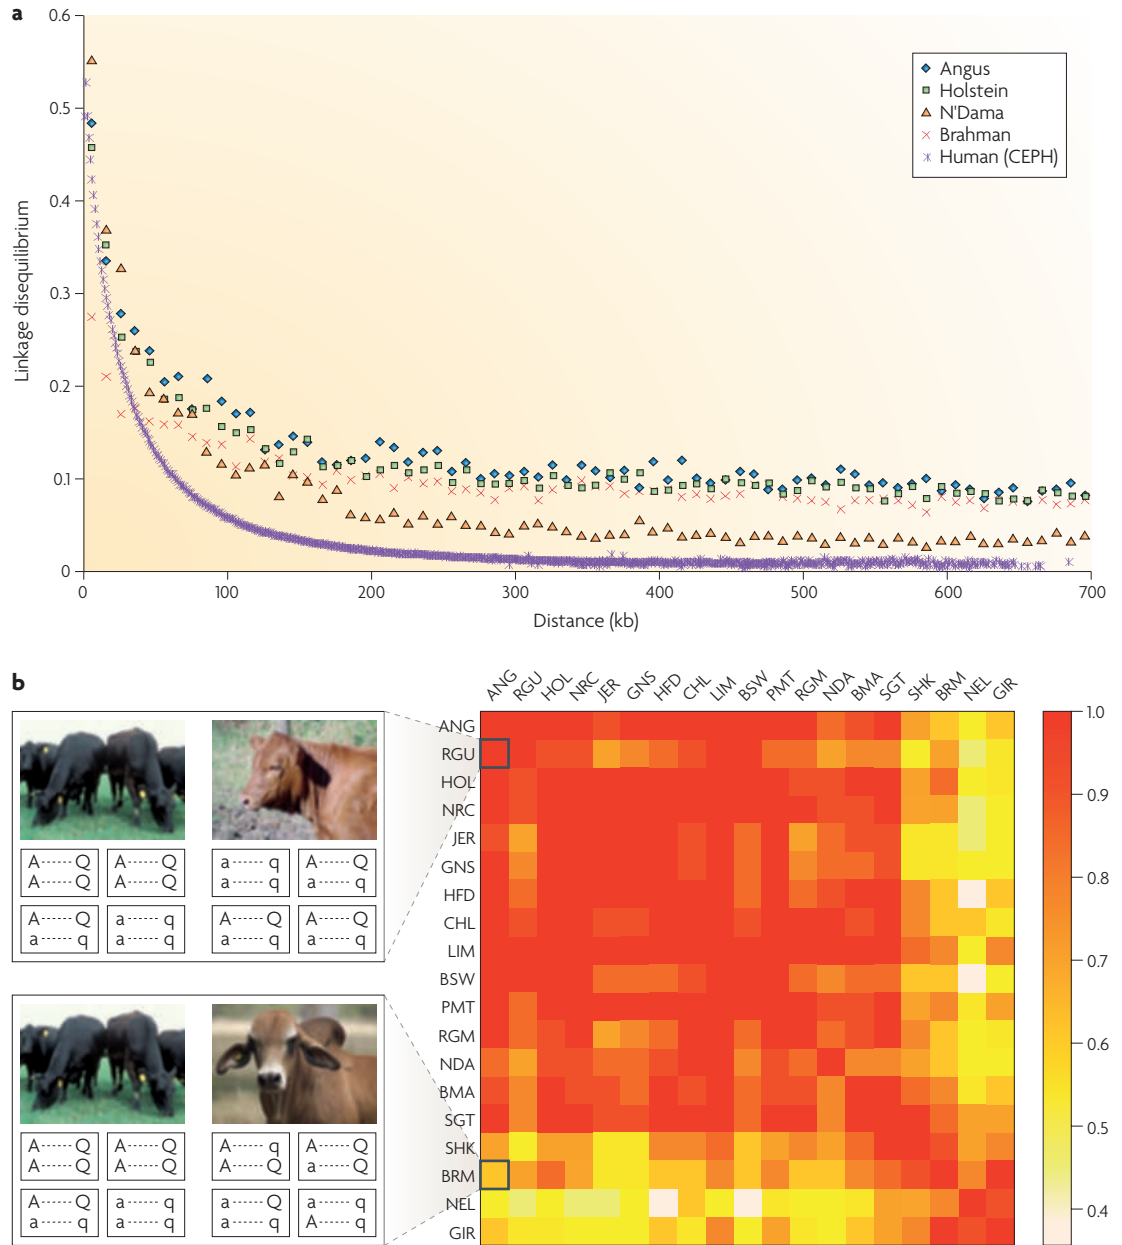 a
0.6
0.5
0.4
0.3
0.2
0.1
0
Linkage disequilibrium
0 100 200 300 400 500 600 700
Distance (kb)
Angus
Holstein
N'Dama
Brahman
Human (CEPH)
b
ANG RGU HOL NRC JER GNS HFD CHL LIM BSW PMT RGM NDA BMA SGT SHK BRM NEL GIR
ANG
RGU
HOL
NRC
JER
GNS
HFD
CHL
LIM
BSW
PMT
RGM
NDA
BMA
SGT
SHK
BRM
NEL
GIR
1.0
0.9
0.8
0.7
0.6
0.5
0.4
A Q A Q a q A Q
A Q A Q a q a q
A Q a q A Q A Q
a q a q a q a q
A Q A Q A q A Q
A Q A Q A Q a Q
A Q a q a Q a q
a q a q a q A q